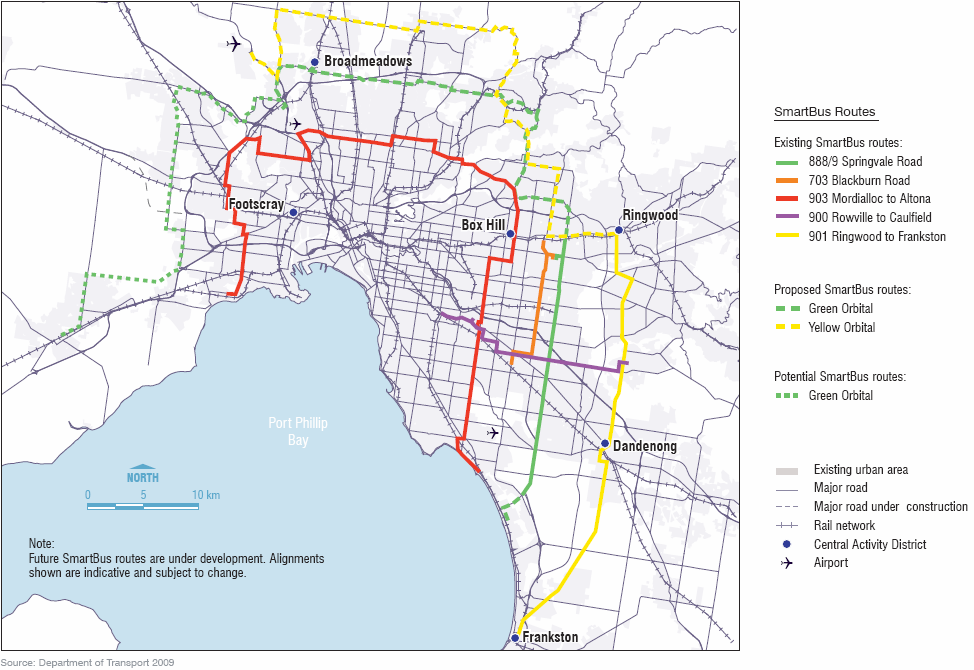 Broadmeadows
Footscray
Box Hill
Ringwood
Port Phillip
Bay
Dandenong
NORTH
0 5 10 km
Note:
Future SmartBus routes are under development. Alignments
shown are indicative and subject to change.
Frankston
Source: Department of Transport 2009
SmartBus Routes
Existing SmartBus routes:
888/9 Springvale Road
703 Blackburn Road
903 Mordialloc to Altona
900 Rowville to Caulfield
901 Ringwood to Frankston
Proposed SmartBus routes:
Green Orbital
Yellow Orbital
Potential SmartBus routes:
Green Orbital
Existing urban area
Major road
Major road under construction
Rail network
Central Activity District
Airport